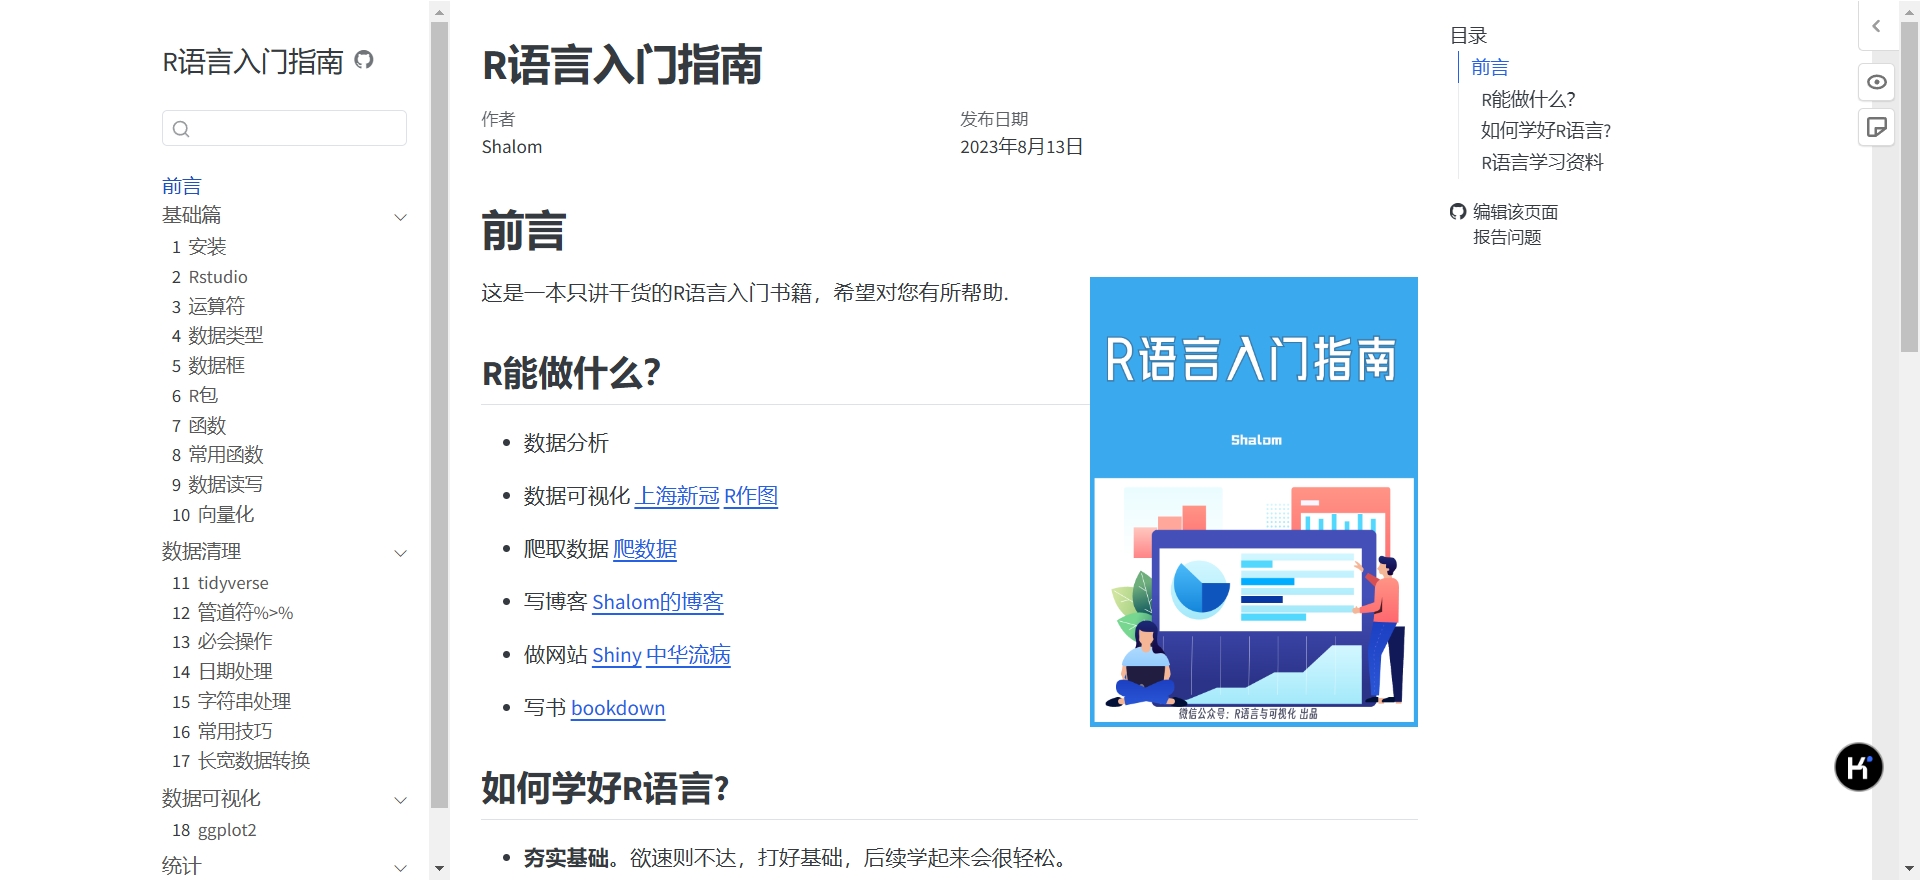 R语言入门指南
前言
基础篇
1 安装
2 Rstudio
3 运算符
4 数据类型
5 数据框
6 R包
7 函数
8 常用函数
9 数据读写
10 向量化
数据清理
11 tidyverse
12 管道符%>%
13 必会操作
14 日期处理
15 字符串处理
16 常用技巧
17 长宽数据转换
数据可视化
18 ggplot2
统计
R语言入门指南
作者
Shalom
发布日期
2023年8月13日
前言
这是一本只讲干货的R语言入门书籍，希望对您有所帮助.
R能做什么？
数据分析
数据可视化 上海新冠 R作图
爬取数据 爬数据
写博客 Shalom的博客
做网站 Shiny 中华流病
写书 bookdown
R语言入门指南
Shalom
微信公众号：R语言与可视化 出品
如何学好R语言？
夯实基础。欲速则不达，打好基础，后续学起来会很轻松。
目录
前言
R能做什么？
如何学好R语言？
R语言学习资料
编辑该页面
报告问题
K